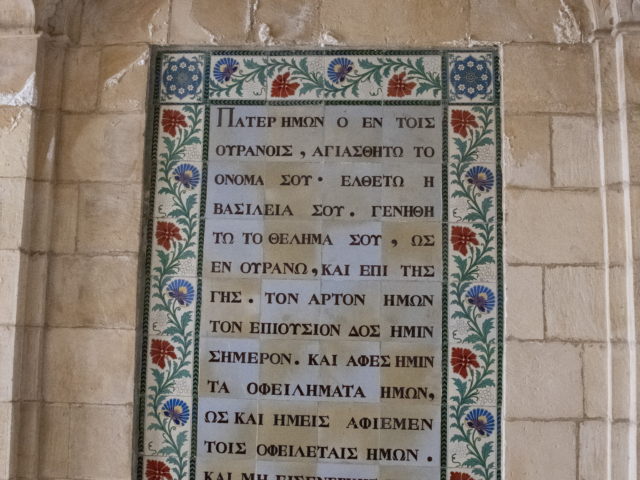 ΠΑΤΕΡ ΗΜΩΝ Ο ΕΝ ΤΟΙΣ
ΟΥΡΑΝΟΙΣ, ΑΓΙΑΣΘΗΤΩ ΤΟ
ΟΝΟΜΑ ΣΟΥ· ΕΛΘΕΤΩ Η
ΒΑΣΙΛΕΙΑ ΣΟΥ. ΓΕΝΗΘΗ
ΤΩ ΤΟ ΘΕΛΗΜΑ ΣΟΥ, ΩΣ
ΕΝ ΟΥΡΑΝΩ, ΚΑΙ ΕΠΙ ΤΗΣ
ΓΗΣ. ΤΟΝ ΑΡΤΟΝ ΗΜΩΝ
ΤΟΝ ΕΠΙΟΥΣΙΟΝ ΔΟΣ ΗΜΙΝ
ΣΗΜΕΡΟΝ. ΚΑΙ ΑΦΕΣ ΗΜΙΝ
ΤΑ ΟΦΕΙΛΗΜΑΤΑ ΗΜΩΝ,
ΩΣ ΚΑΙ ΗΜΕΙΣ ΑΦΙΕΜΕΝ
ΤΟΙΣ ΟΦΕΙΛΕΤΑΙΣ ΗΜΩΝ.
ΚΑΙ ΜΗ